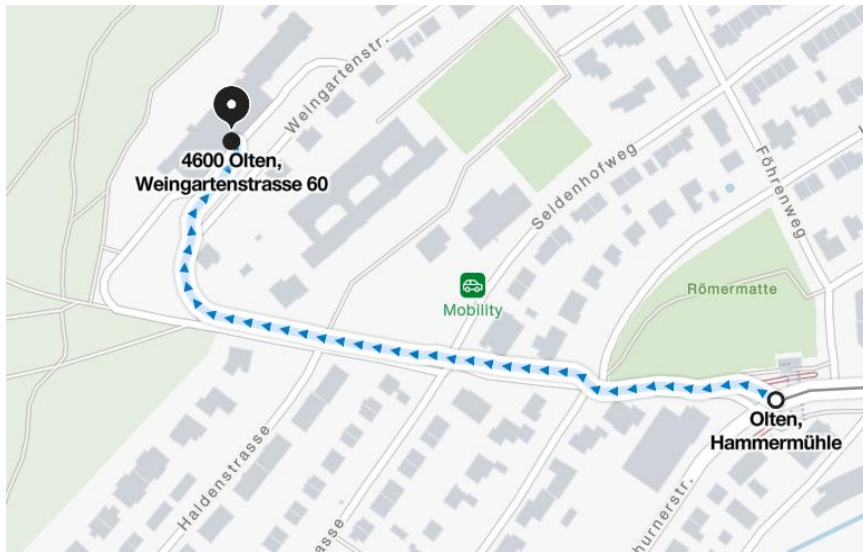 Weingartenstr.
4600 Olten,
Weingartenstrasse 60
Seidenhofweg
Föhrenweg
Mobility
Römermatte
Olten,
Hammermühle
Haldenstrasse